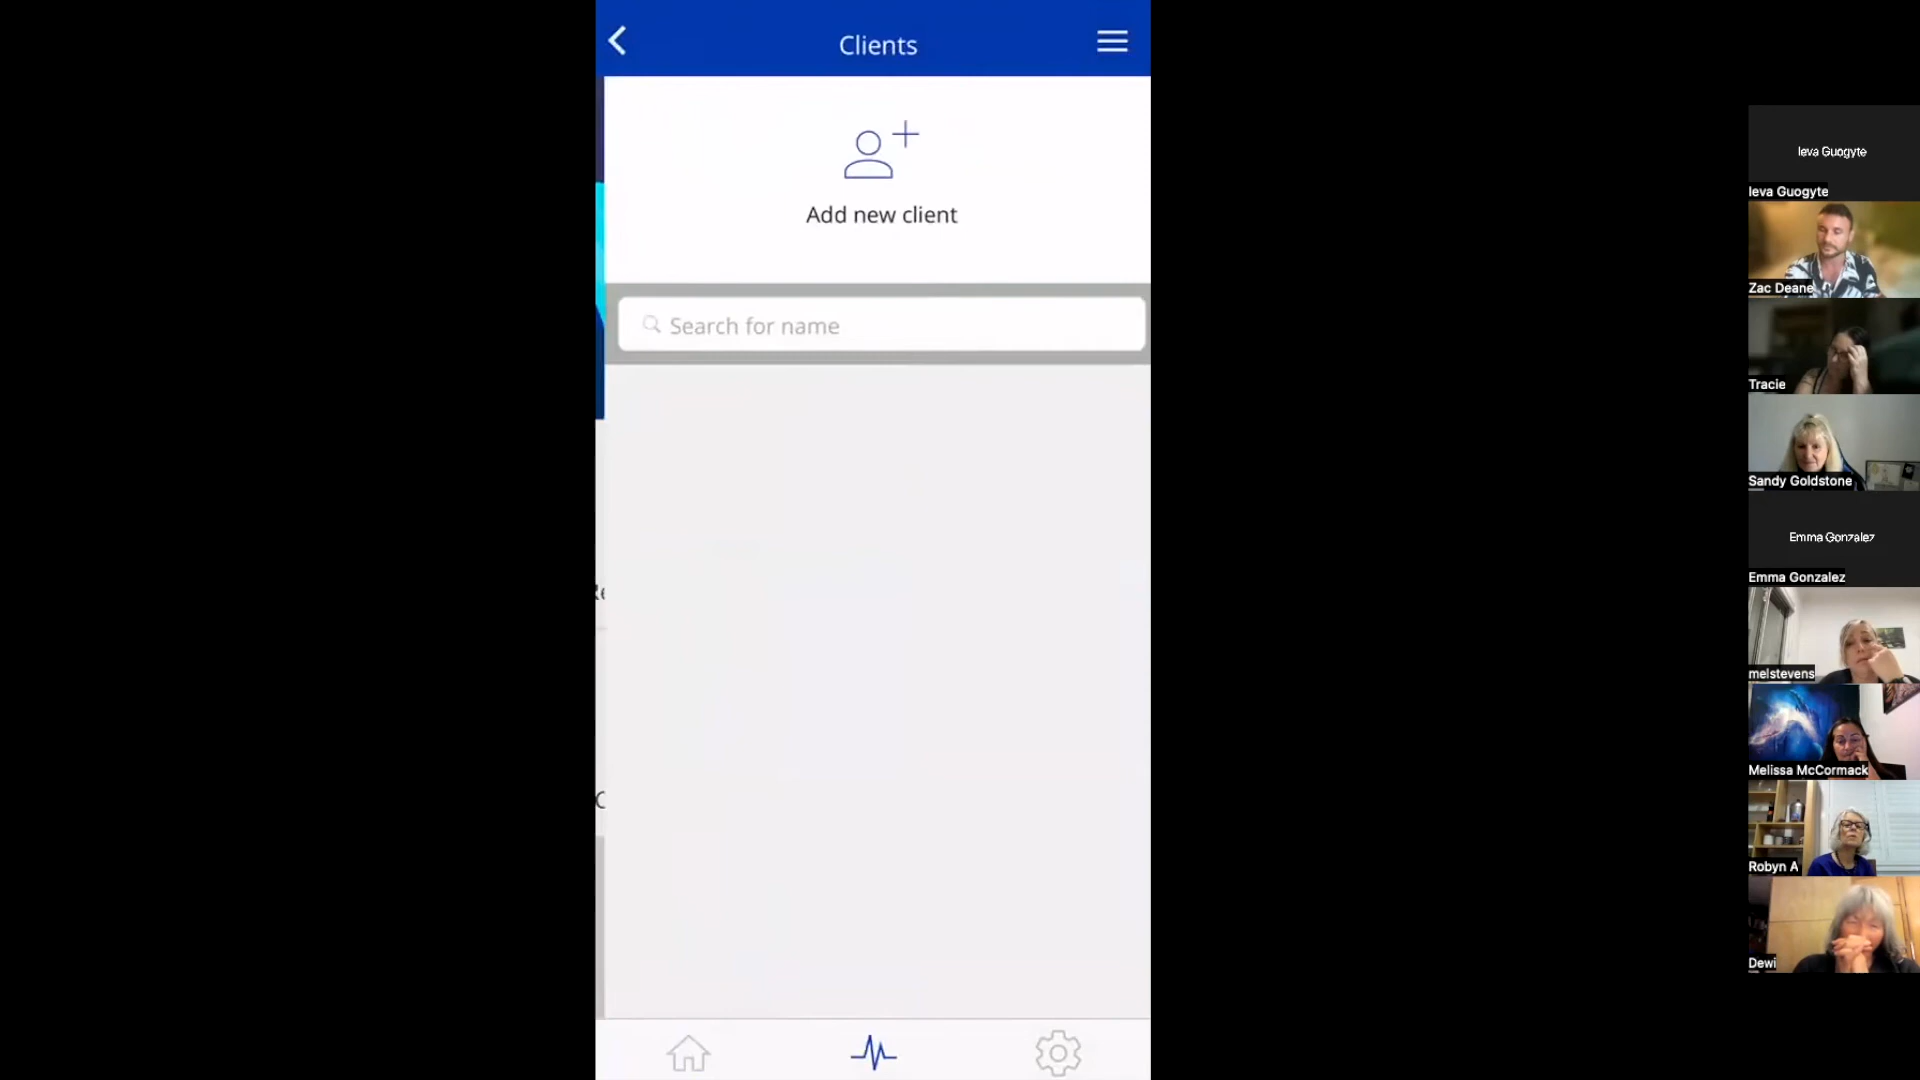 Clients
Add new client
Search for name
Re
C
Ieva Guogyte
Ieva Guogyte
Zac Deane
Tracie
Sandy Goldstone
Emma Gonzalez
Emma Gonzalez
melstevens
Melissa McCormack
Robyn A
Dewi